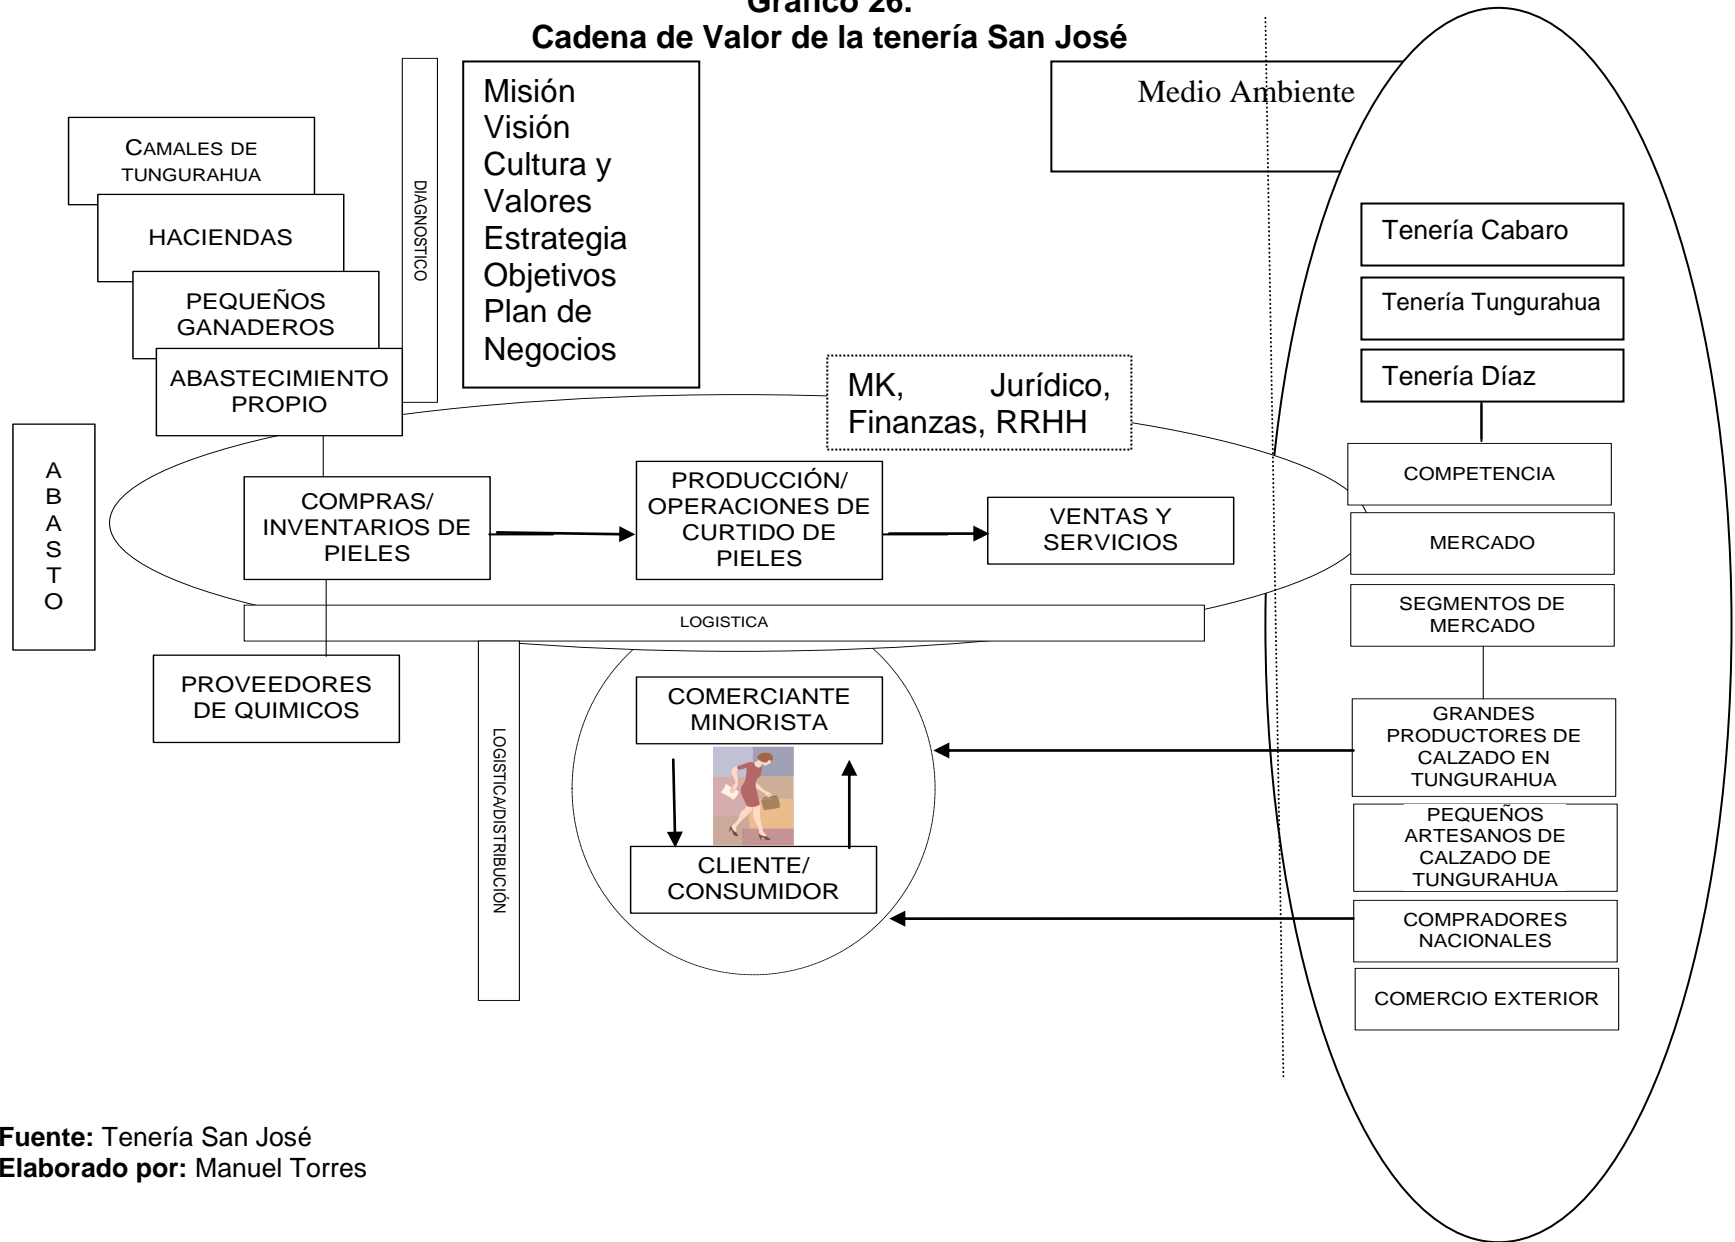 Gráfico 26.
Cadena de Valor de la tenería San José
CAMALES DE
TUNGURAHUA
HACIENDAS
PEQUEÑOS
GANADEROS
ABASTECIMIENTO
PROPIO
DIAGNOSTICO
Misión
Visión
Cultura y
Valores
Estrategia
Objetivos
Plan de
Negocios
Medio Ambiente
MK, Jurídico,
Finanzas, RRHH
Tenería Cabaro
Tenería Tungurahua
Tenería Díaz
A
B
A
S
T
O
COMPRAS/
INVENTARIOS DE
PIELES
PRODUCCIÓN/
OPERACIONES DE
CURTIDO DE
PIELES
VENTAS Y
SERVICIOS
COMPETENCIA
MERCADO
SEGMENTOS DE
MERCADO
LOGISTICA
PROVEEDORES
DE QUIMICOS
LOGISTICA/DISTRIBUCIÓN
COMERCIANTE
MINORISTA
CLIENTE/
CONSUMIDOR
GRANDES
PRODUCTORES DE
CALZADO EN
TUNGURAHUA
PEQUEÑOS
ARTESANOS DE
CALZADO DE
TUNGURAHUA
COMPRADORES
NACIONALES
COMERCIO EXTERIOR
Fuente: Tenería San José
Elaborado por: Manuel Torres